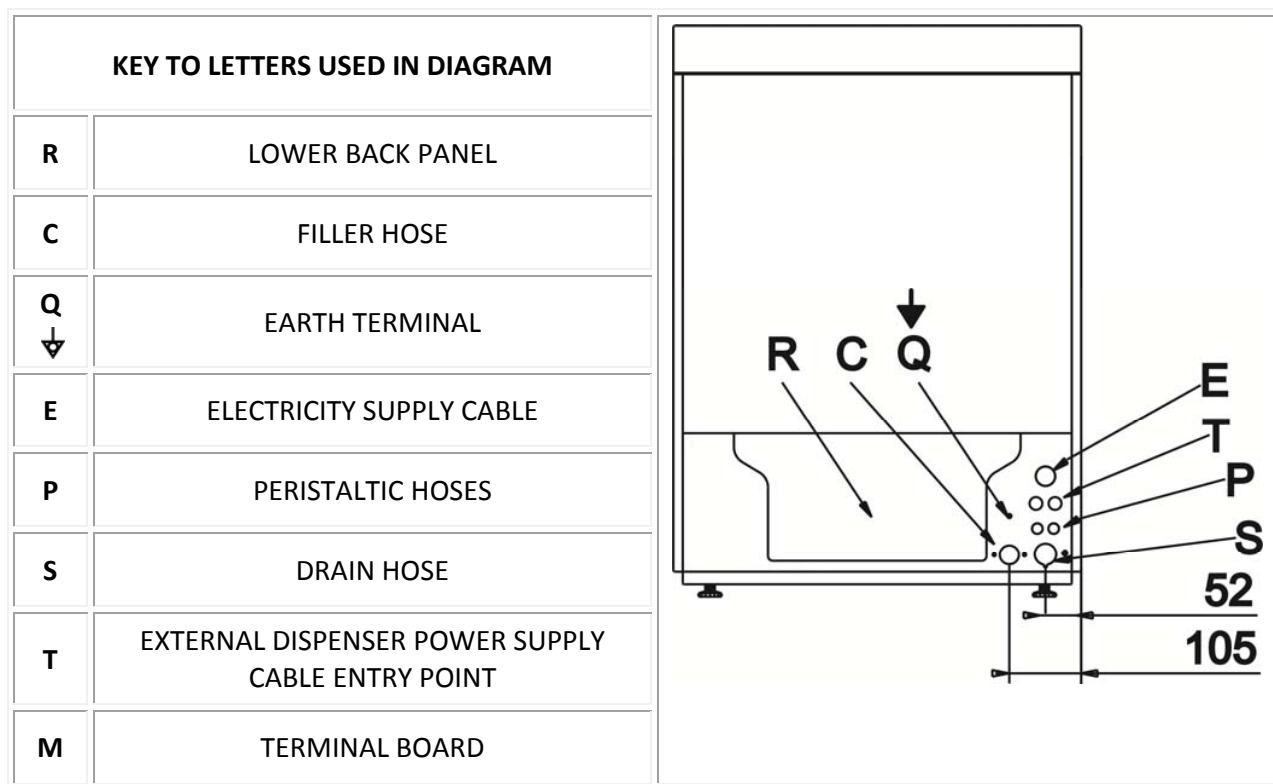 KEY TO LETTERS USED IN DIAGRAM
R
LOWER BACK PANEL
C
FILLER HOSE
Q
EARTH TERMINAL
E
ELECTRICITY SUPPLY CABLE
P
PERISTALTIC HOSES
S
DRAIN HOSE
T
EXTERNAL DISPENSER POWER SUPPLY
CABLE ENTRY POINT
M
TERMINAL BOARD
R C Q
E
T
P
S
52
105